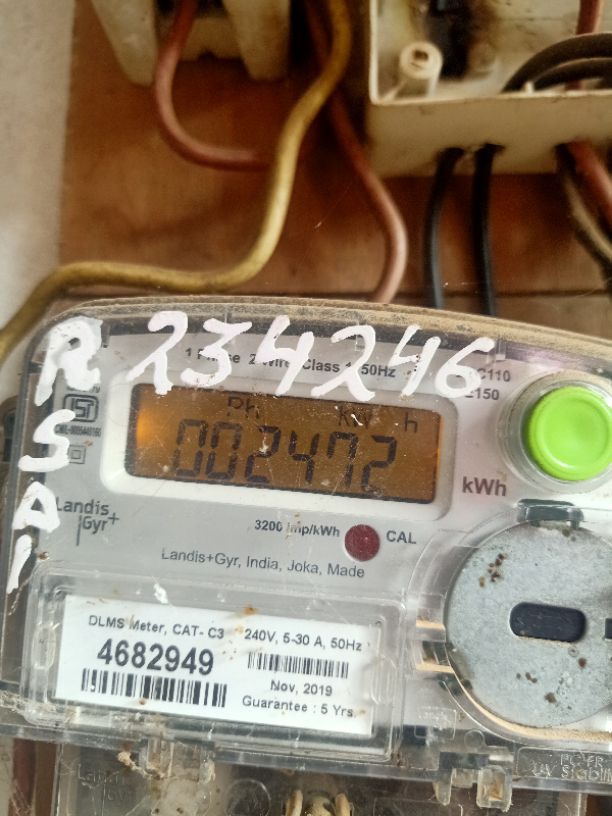 R 234246
S
A
I
240V, 5-30 A, 50Hz
Ph kW h
002472
kWh
Landis
Gyr+
3200 imp/kWh CAL
Landis+Gyr, India, Joka, Made
DLMS Meter, CAT- C3
4682949
Nov, 2019
Guarantee : 5 Yrs